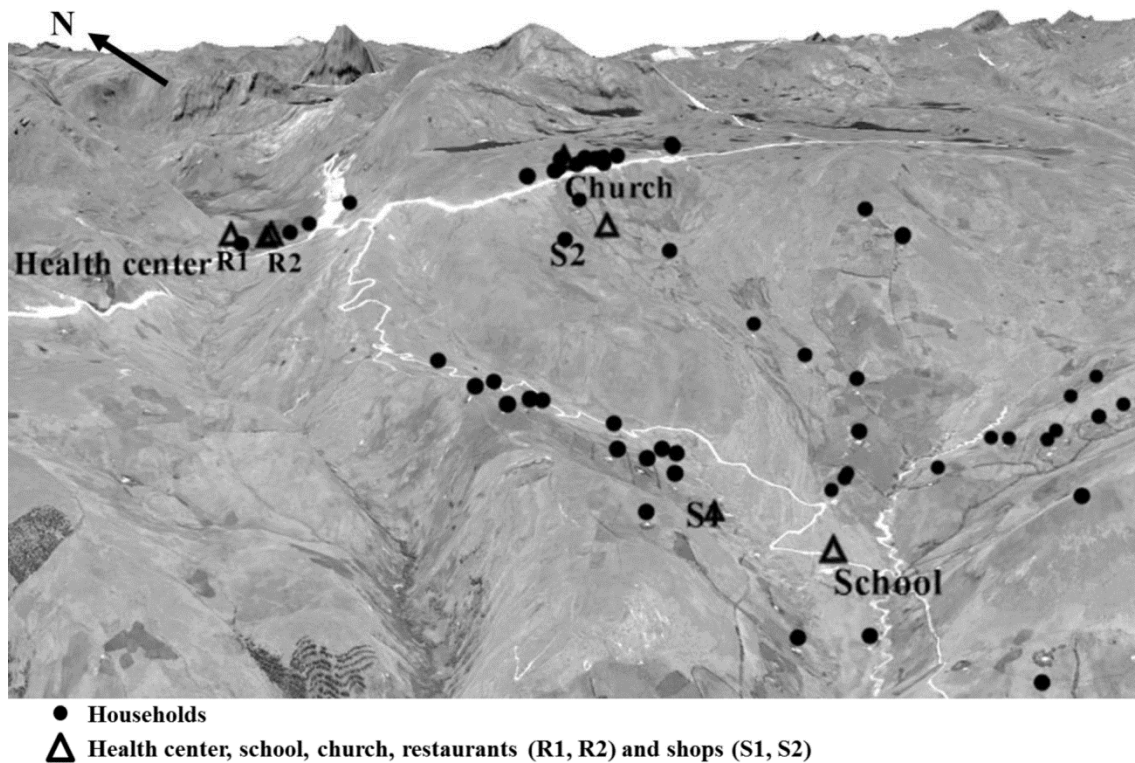 N
Church
Health center R1 R2
S2
S4
School
Households
Health center, school, church, restaurants (R1, R2) and shops (S1, S2)